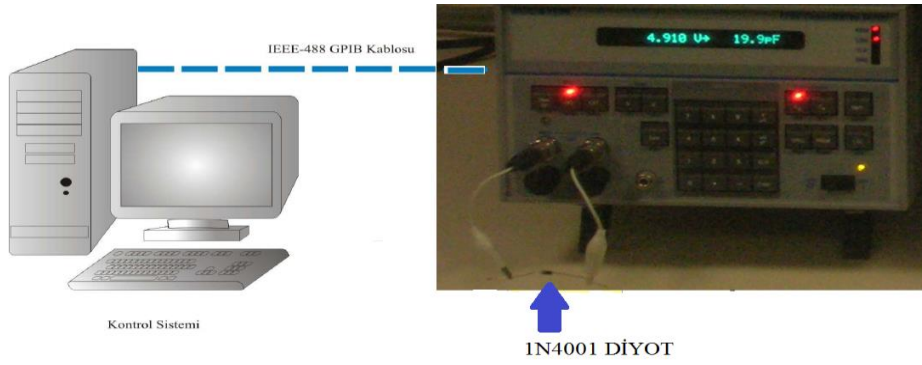 IEEE-488 GPIB Kablosu
4.910 V→ 19.9pF
Kontrol Sistemi
1N4001 DİYOT